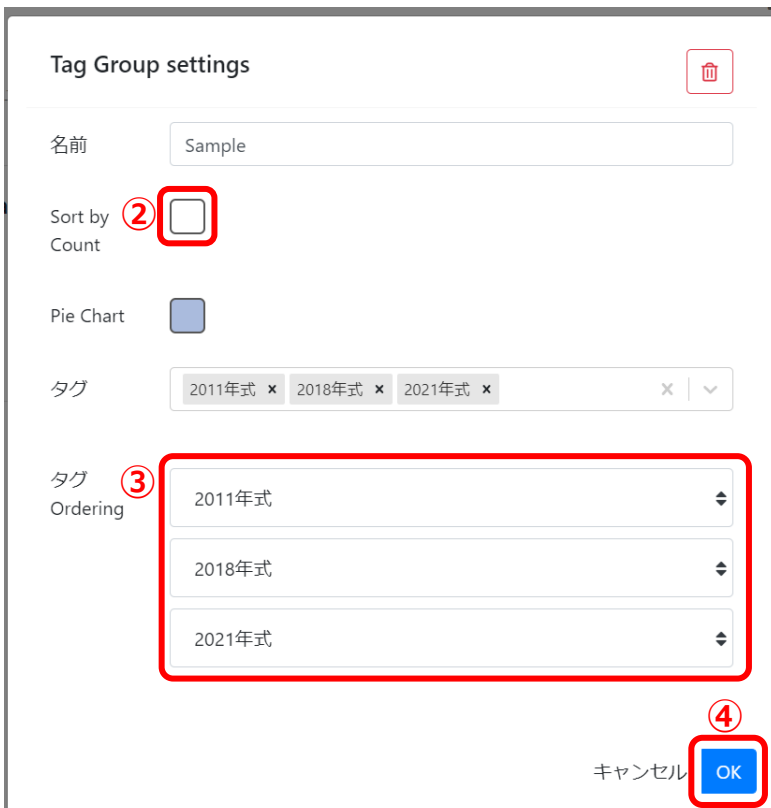 Tag Group settings
名前
Sample
Sort by
Count
②
Pie Chart
タグ
2011年式 × 2018年式 × 2021年式 ×
タグ
Ordering
③
2011年式
2018年式
2021年式
④
キャンセル
OK